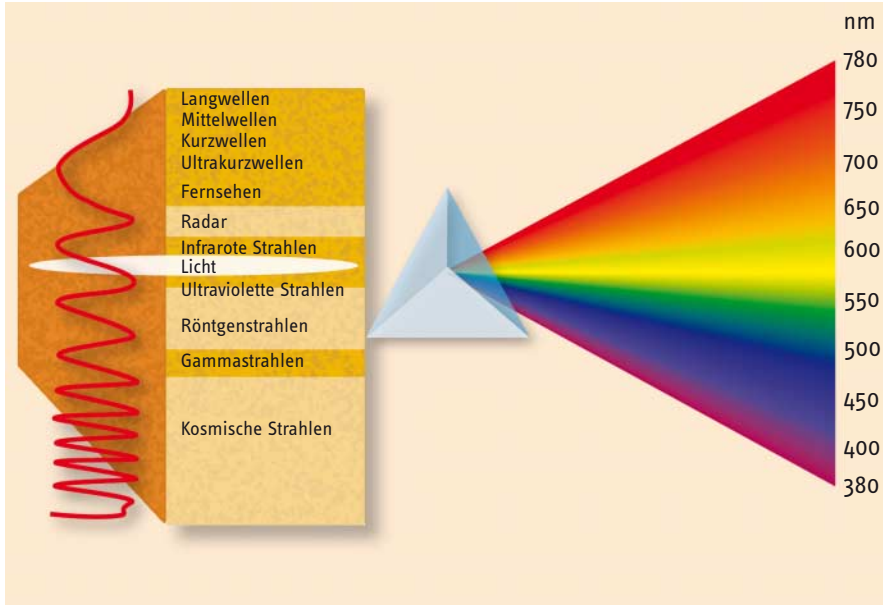 Langwellen
Mittelwellen
Kurzwellen
Ultrakurzwellen
Fernsehen
Radar
Infrarote Strahlen
Licht
Ultraviolette Strahlen
Röntgenstrahlen
Gammastrahlen
Kosmische Strahlen
nm
780
750
700
650
600
550
500
450
400
380